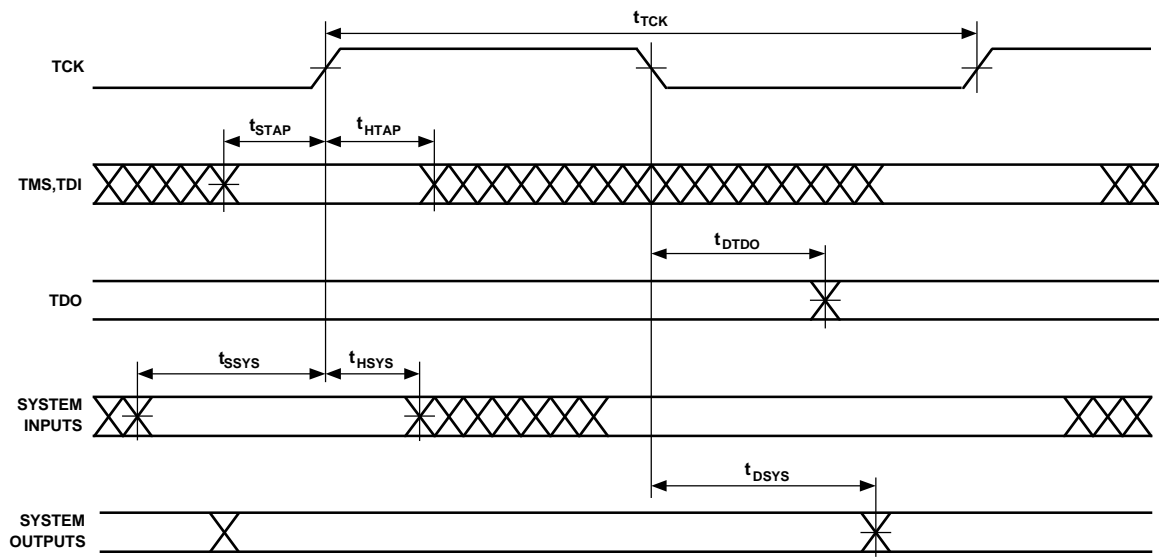 tTCK
TCK
tSTAP
tHTAP
TMS,TDI
tDTDO
TDO
tSSYS
tHSYS
SYSTEM
INPUTS
tDSYS
SYSTEM
OUTPUTS